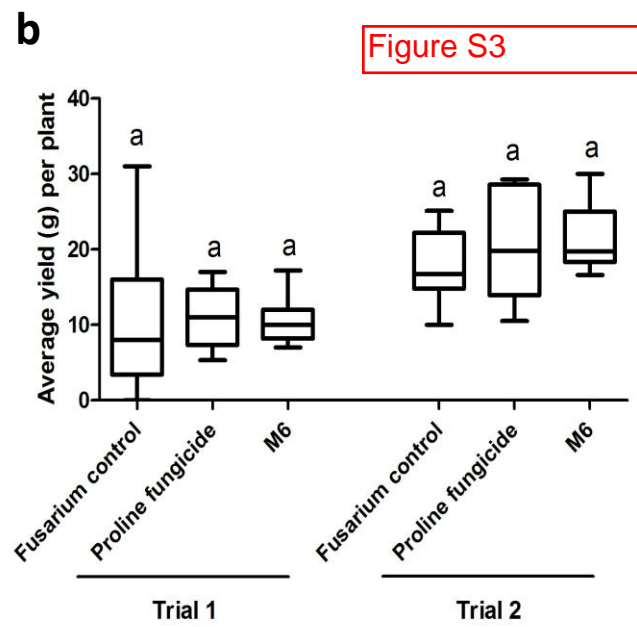 b
Figure S3
Average yield (g) per plant
40
30
20
10
0
a
a
a
a
a
a
Fusarium control
Proline fungicide
M6
Fusarium control
Proline fungicide
M6
Trial 1
Trial 2